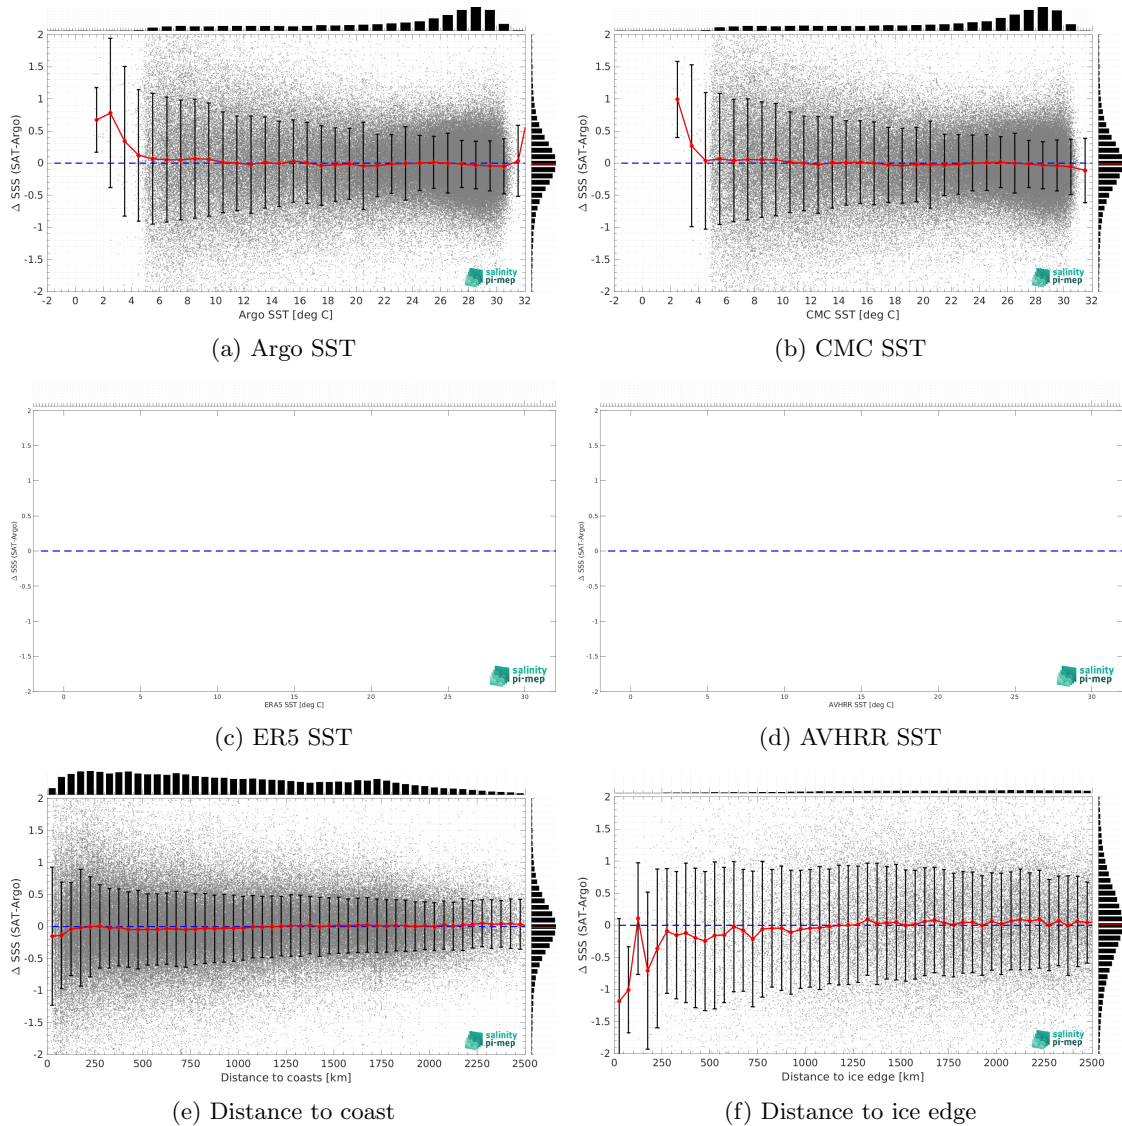 2
1.5
1
0.5
0
-0.5
-1
-1.5
-2
Δ SSS (SAT-Argo)
-2 0 2 4 6 8 10 12 14 16 18 20 22 24 26 28 30 32
Argo SST [deg C]
salinity
pi-mep
(a) Argo SST
2
1.5
1
0.5
0
-0.5
-1
-1.5
-2
Δ SSS (SAT-Argo)
-2 0 2 4 6 8 10 12 14 16 18 20 22 24 26 28 30 32
CMC SST [deg C]
salinity
pi-mep
(b) CMC SST
2
1.5
1
0.5
0
-0.5
-1
-1.5
-2
Δ SSS (SAT-Argo)
0 5 10 15 20 25 30
ERA5 SST [deg C]
salinity
pi-mep
(c) ER5 SST
2
1.5
1
0.5
0
-0.5
-1
-1.5
-2
Δ SSS (SAT-Argo)
0 5 10 15 20 25 30
AVHRR SST [deg C]
salinity
pi-mep
(d) AVHRR SST
2
1.5
1
0.5
0
-0.5
-1
-1.5
-2
Δ SSS (SAT-Argo)
0 250 500 750 1000 1250 1500 1750 2000 2250 2500
Distance to coasts [km]
salinity
pi-mep
(e) Distance to coast
2
1.5
1
0.5
0
-0.5
-1
-1.5
-2
Δ SSS (SAT-Argo)
0 250 500 750 1000 1250 1500 1750 2000 2250 2500
Distance to ice edge [km]
salinity
pi-mep
(f) Distance to ice edge